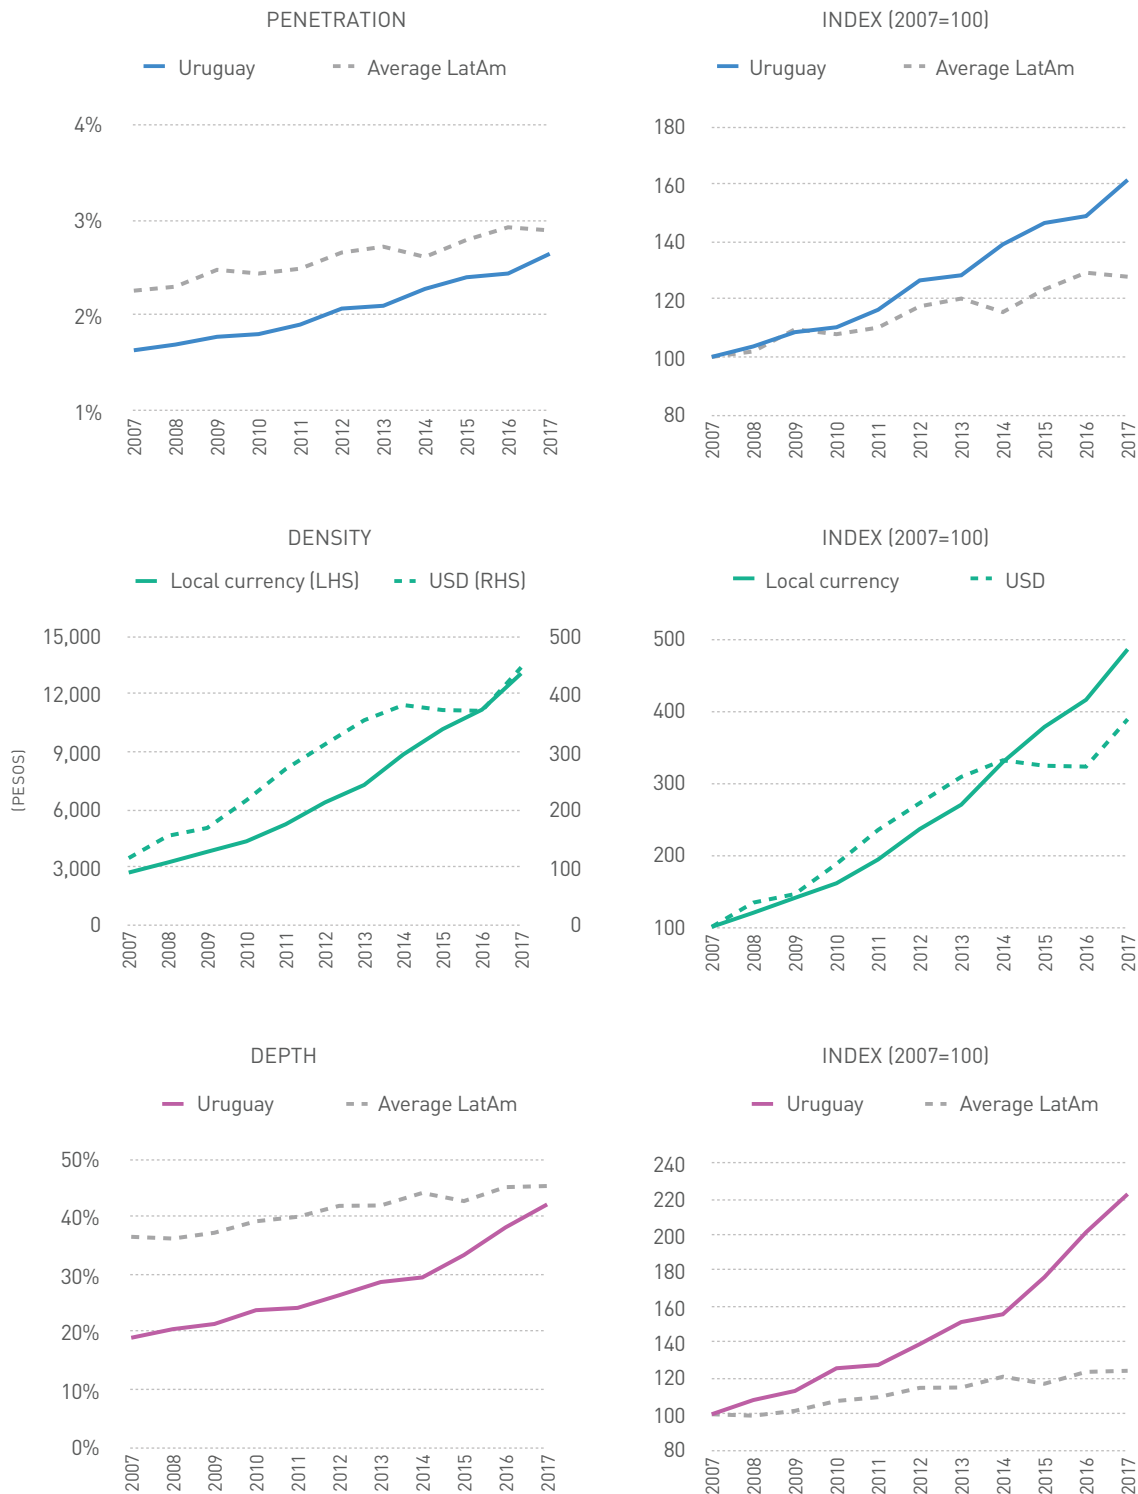 PENETRATION
Uruguay Average LatAm
4%
3%
2%
1%
2007 2008 2009 2010 2011 2012 2013 2014 2015 2016 2017
INDEX (2007=100)
Uruguay Average LatAm
180
160
140
120
100
80
2007 2008 2009 2010 2011 2012 2013 2014 2015 2016 2017
DENSITY
Local currency (LHS) USD (RHS)
(PESOS)
15,000 500
12,000 400
9,000 300
6,000 200
3,000 100
0 0
2007 2008 2009 2010 2011 2012 2013 2014 2015 2016 2017
INDEX (2007=100)
Local currency USD
500
400
300
200
100
2007 2008 2009 2010 2011 2012 2013 2014 2015 2016 2017
DEPTH
Uruguay Average LatAm
50%
40%
30%
20%
10%
0%
2007 2008 2009 2010 2011 2012 2013 2014 2015 2016 2017
INDEX (2007=100)
Uruguay Average LatAm
240
220
200
180
160
140
120
100
80
2007 2008 2009 2010 2011 2012 2013 2014 2015 2016 2017